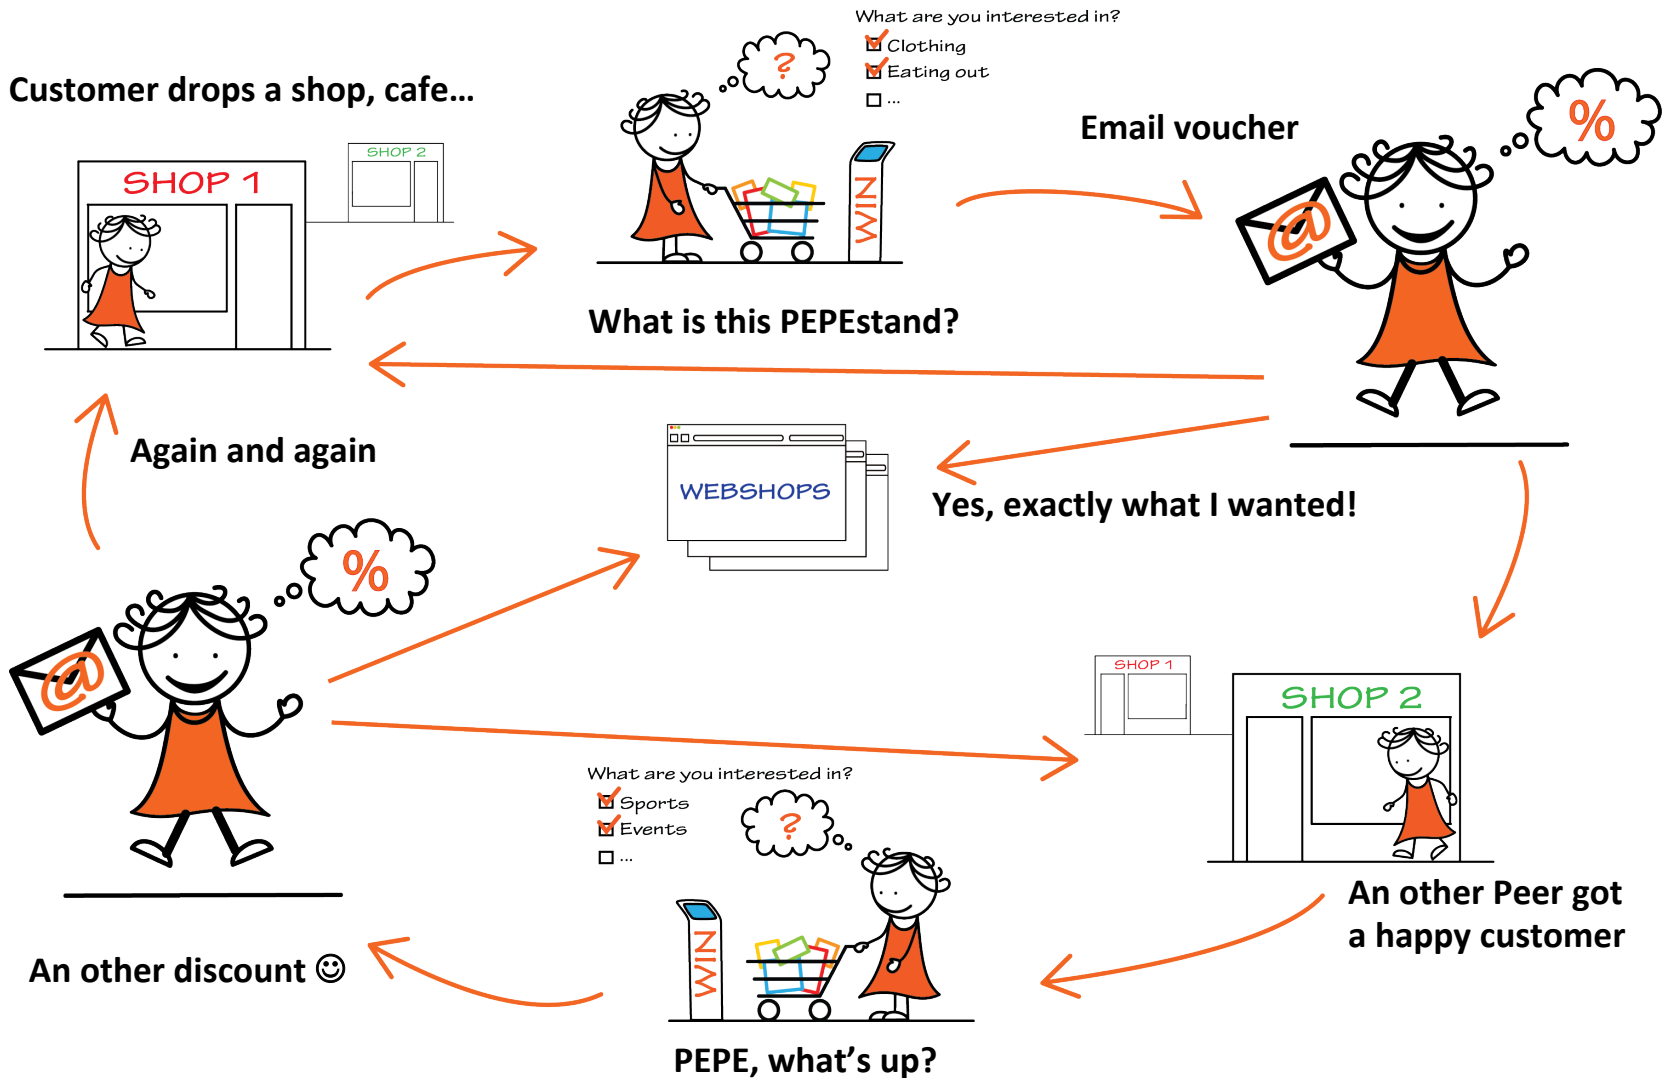 What are you interested in?
Clothing
Eating out
...
?
Customer drops a shop, cafe...
Email voucher
%
SHOP 1
SHOP 2
WIN
@
What is this PEPEstand?
Again and again
WEBSHOPS
Yes, exactly what I wanted!
%
@
SHOP 1
SHOP 2
What are you interested in?
Sports
Events
...
?
WIN
An other Peer got
a happy customer
An other discount ☺
PEPE, what's up?